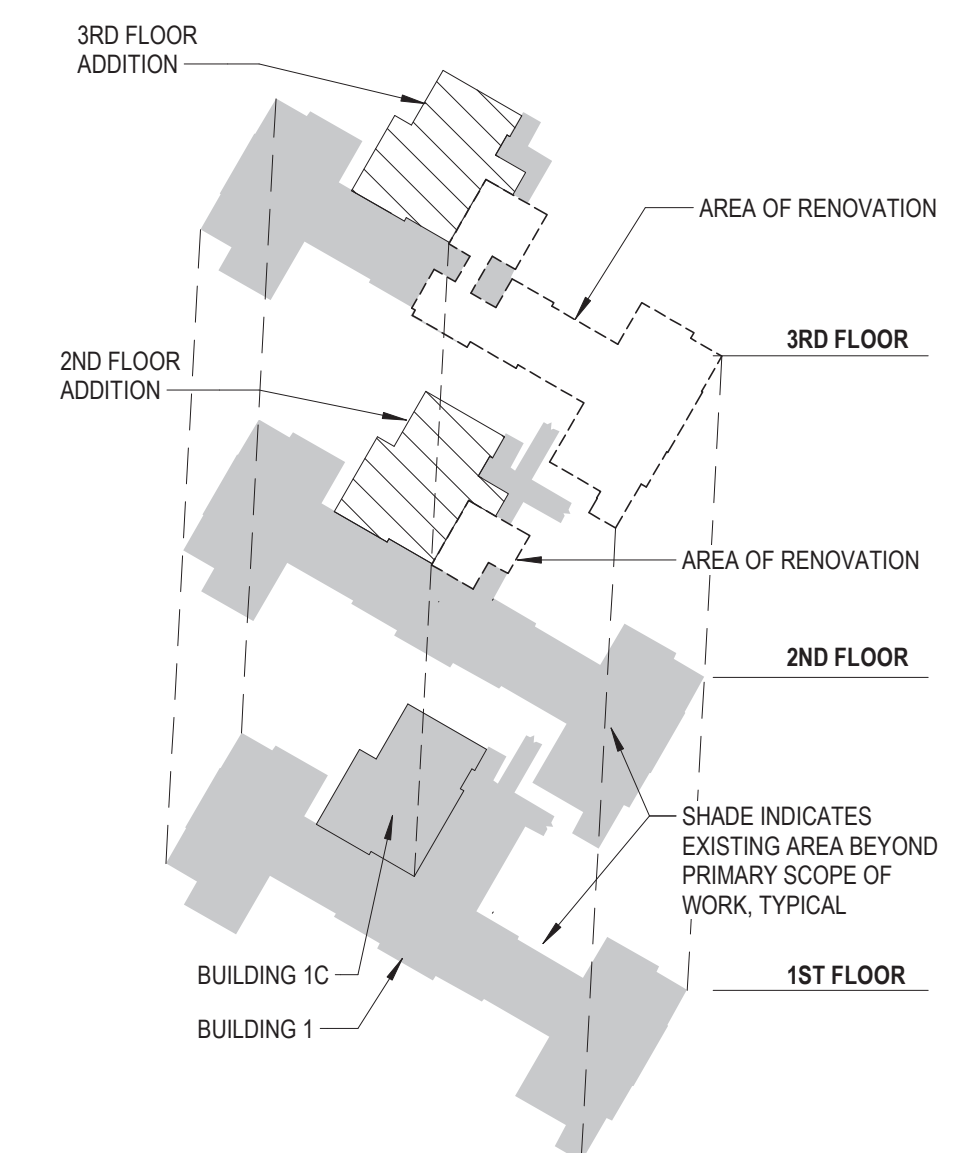 3RD FLOOR
ADDITION
AREA OF RENOVATION
3RD FLOOR
2ND FLOOR
ADDITION
AREA OF RENOVATION
2ND FLOOR
SHADE INDICATES
EXISTING AREA BEYOND
PRIMARY SCOPE OF
WORK, TYPICAL
BUILDING 1C
1ST FLOOR
BUILDING 1